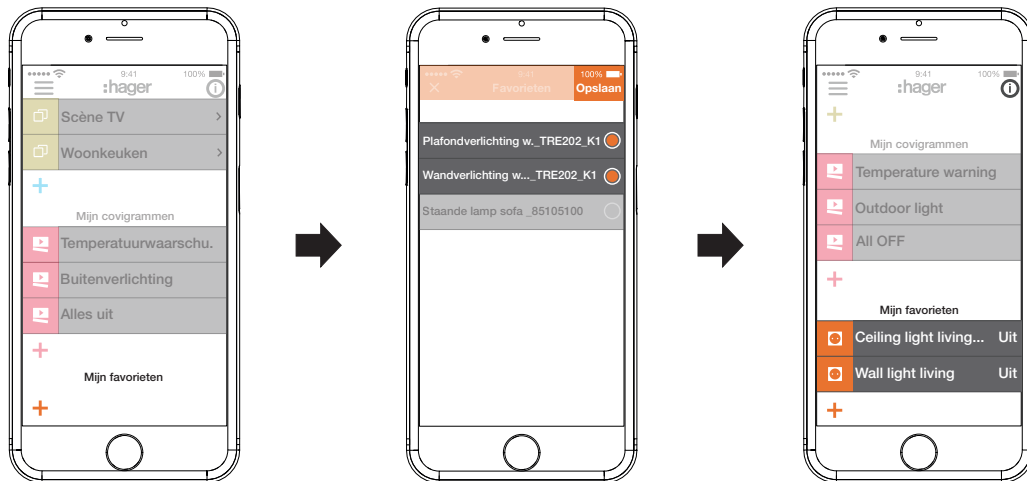 9:41 100%
:hager
Scène TV
Woonkeuken
Mijn covigrammen
Temperatuurwaarschu.
Buitenverlichting
Alles uit
Mijn favorieten
9:41 100%
Favorieten Opslaan
Plafondverlichting w._TRE202_K1
Wandverlichting w..._TRE202_K1
Staande lamp sofa _85105100
9:41 100%
:hager
Mijn covigrammen
Temperature warning
Outdoor light
All OFF
Mijn favorieten
Ceiling light living... Uit
Wall light living Uit